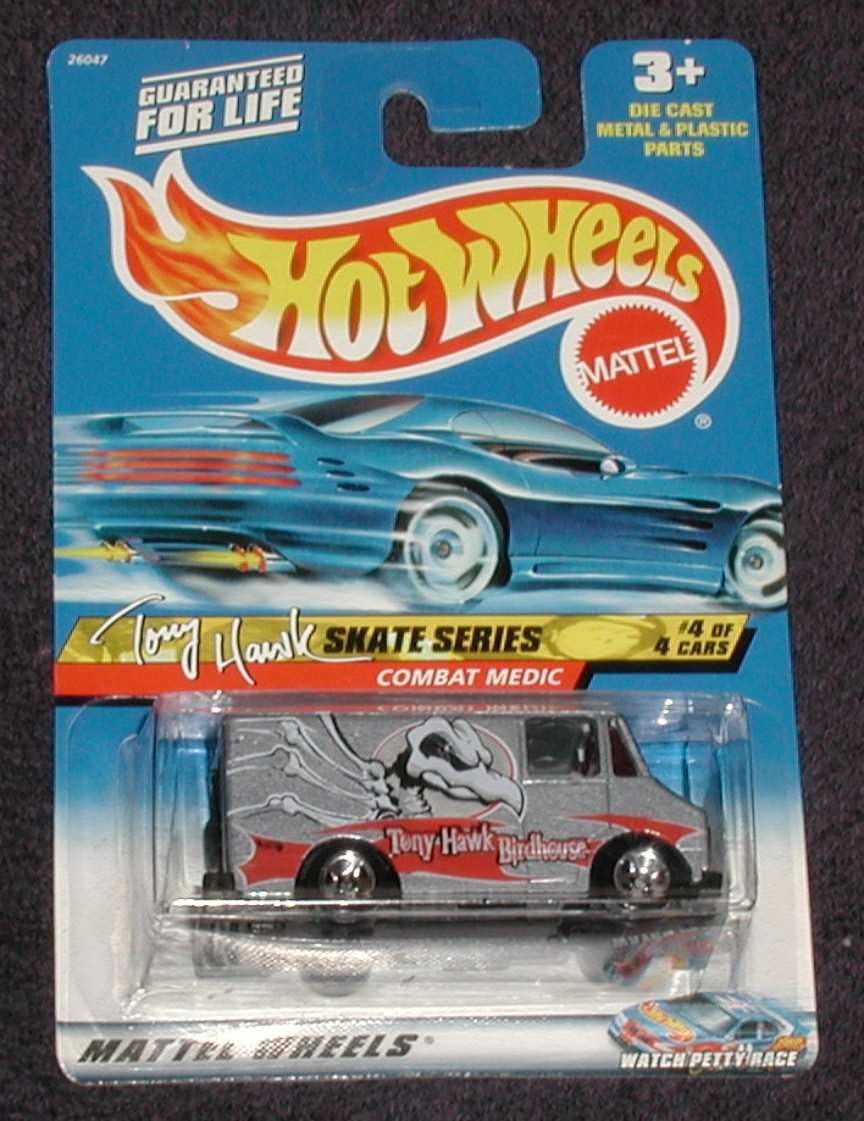 26047
GUARANTEED
FOR LIFE
3+
DIE CAST
METAL & PLASTIC
PARTS
HOT WHEELS
MATTEL
®
Tony Hawk SKATE SERIES
#4 OF
4 CARS
COMBAT MEDIC
Tony Hawk Birdhouse
MATTEL WHEELS
WATCH PETTY RACE